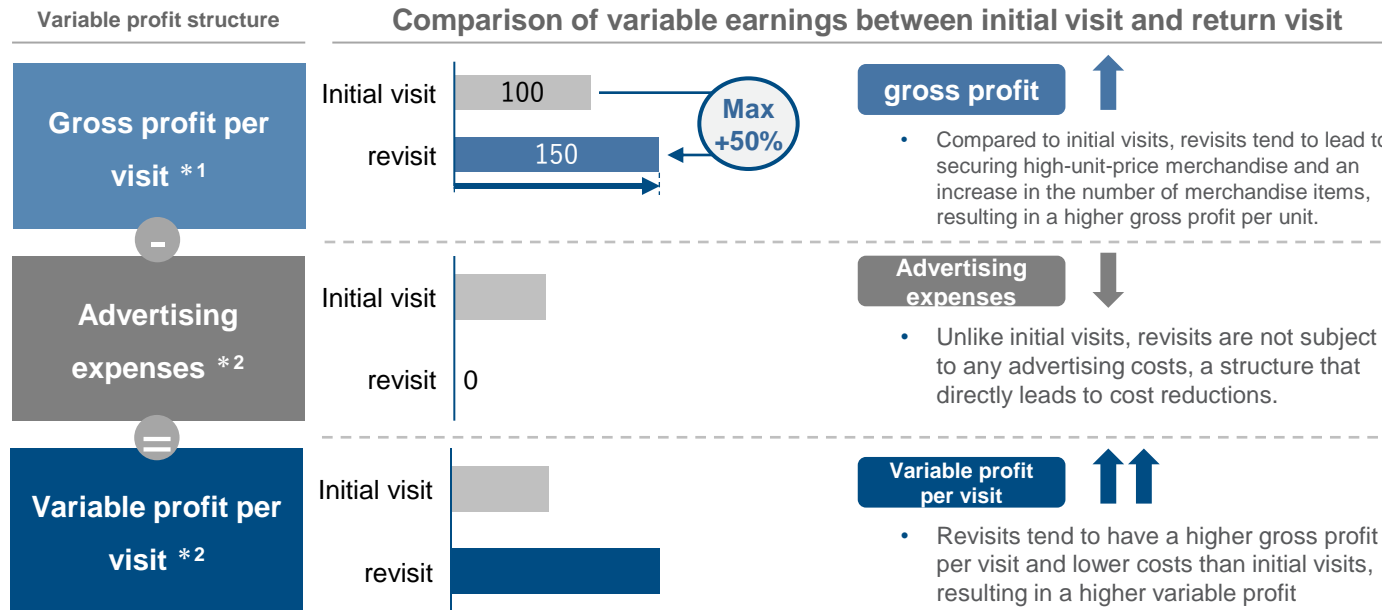 Variable profit structure
Comparison of variable earnings between initial visit and return visit
Gross profit per
visit *1
Initial visit
100
revisit
150
Max
+50%
gross profit
• Compared to initial visits, revisits tend to lead to
securing high-unit-price merchandise and an
increase in the number of merchandise items,
resulting in a higher gross profit per unit.
-
Advertising
expenses *2
Initial visit
revisit
0
Advertising
expenses
• Unlike initial visits, revisits are not subject
to any advertising costs, a structure that
directly leads to cost reductions.
=
Variable profit per
visit *2
Initial visit
revisit
Variable profit
per visit
• Revisits tend to have a higher gross profit
per visit and lower costs than initial visits,
resulting in a higher variable profit